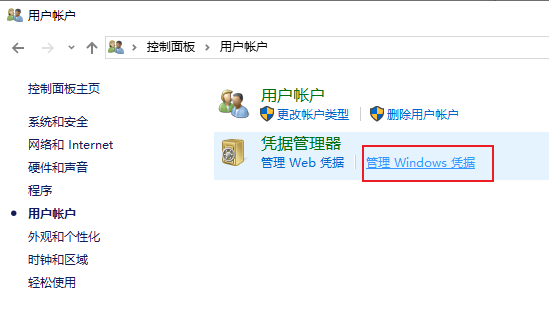 用户帐户
控制面板 > 用户帐户
控制面板主页
系统和安全
网络和 Internet
硬件和声音
程序
用户帐户
外观和个性化
时钟和区域
轻松使用
用户帐户
更改帐户类型 删除用户帐户
凭据管理器
管理 Web 凭据 管理 Windows 凭据